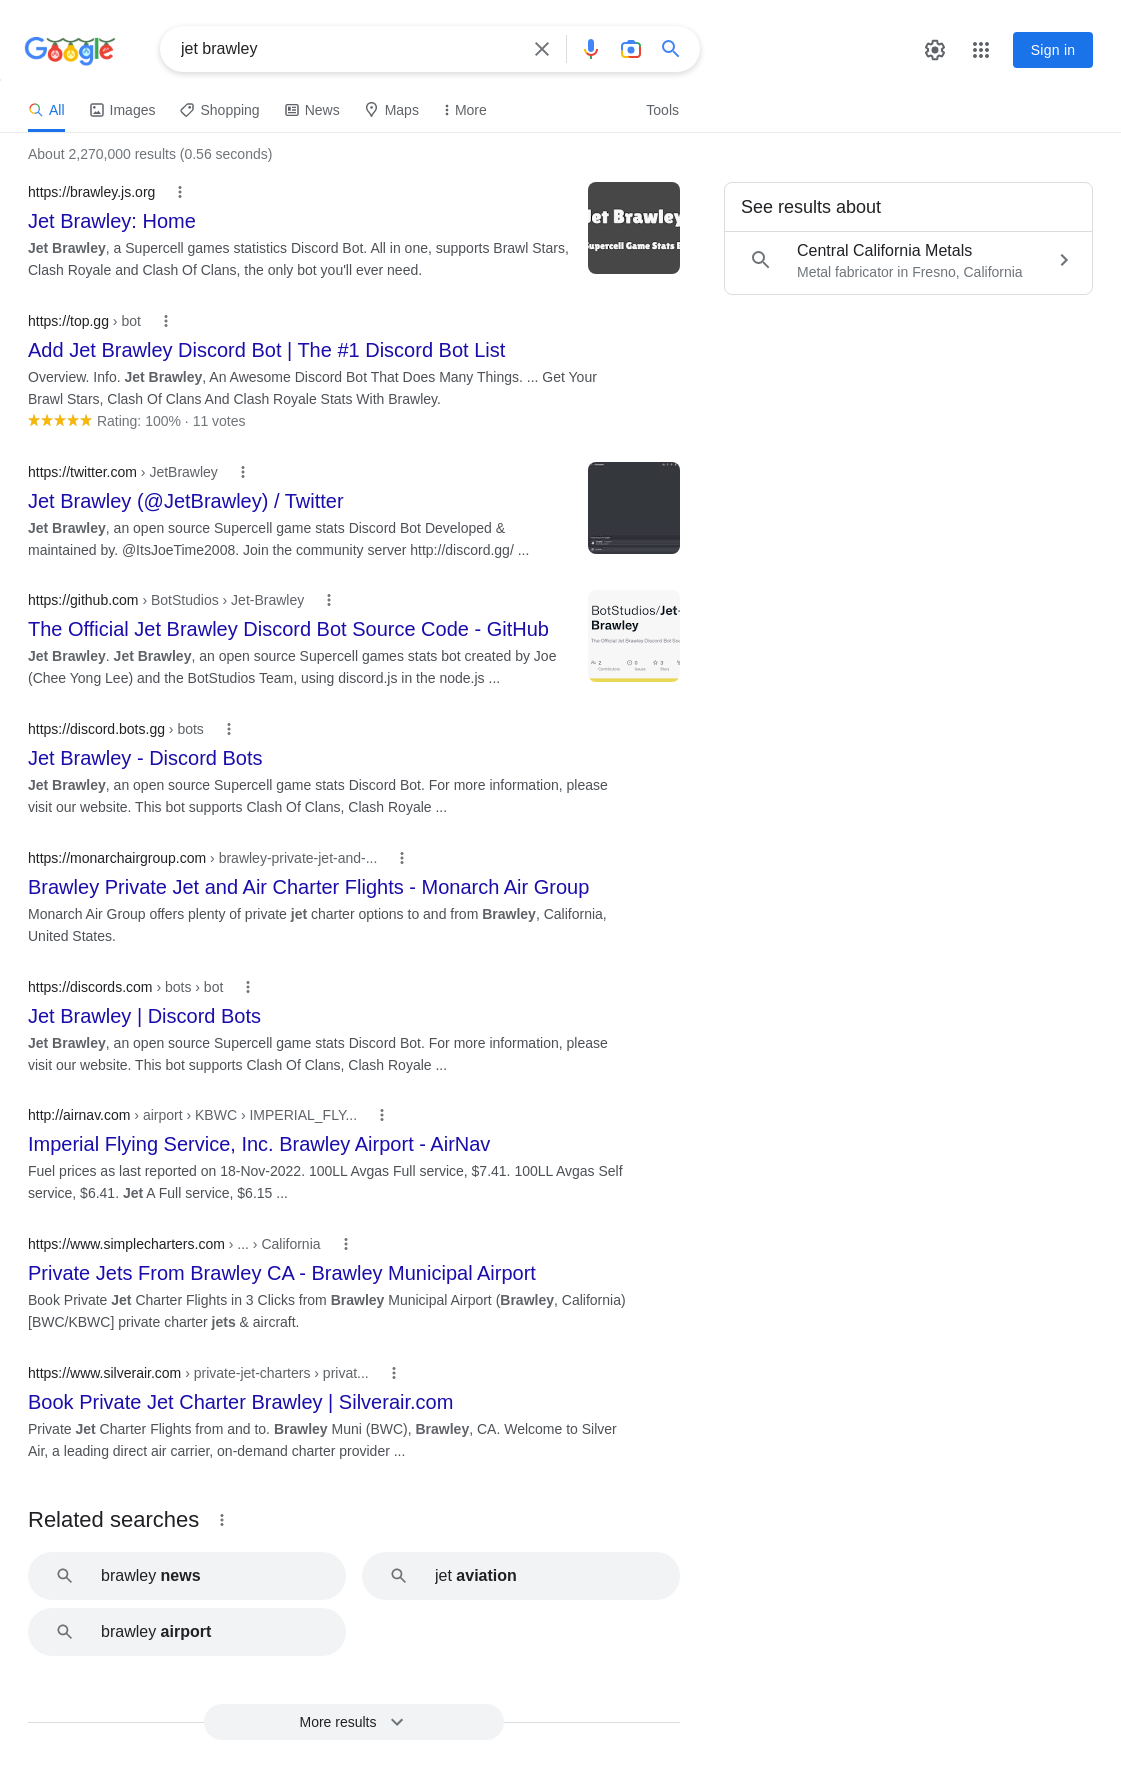 Google
jet brawley
Sign in
All
Images
Shopping
News
Maps
More
Tools
About 2,270,000 results (0.56 seconds)
https://brawley.js.org
Jet Brawley: Home
Jet Brawley, a Supercell games statistics Discord Bot. All in one, supports Brawl Stars,
Clash Royale and Clash Of Clans, the only bot you'll ever need.
Jet Brawley
Supercell Game Stats B
See results about
Central California Metals
Metal fabricator in Fresno, California
https://top.gg › bot
Add Jet Brawley Discord Bot | The #1 Discord Bot List
Overview. Info. Jet Brawley, An Awesome Discord Bot That Does Many Things. ... Get Your
Brawl Stars, Clash Of Clans And Clash Royale Stats With Brawley.
Rating: 100% · 11 votes
https://twitter.com › JetBrawley
Jet Brawley (@JetBrawley) / Twitter
Jet Brawley, an open source Supercell game stats Discord Bot Developed &
maintained by. @ItsJoeTime2008. Join the community server http://discord.gg/ ...
https://github.com › BotStudios › Jet-Brawley
The Official Jet Brawley Discord Bot Source Code - GitHub
Jet Brawley. Jet Brawley, an open source Supercell games stats bot created by Joe
(Chee Yong Lee) and the BotStudios Team, using discord.js in the node.js ...
BotStudios/Jet-
Brawley
The Official Jet Brawley Discord Bot Sou
2 0 3
Contributors Issues Stars
https://discord.bots.gg › bots
Jet Brawley - Discord Bots
Jet Brawley, an open source Supercell game stats Discord Bot. For more information, please
visit our website. This bot supports Clash Of Clans, Clash Royale ...
https://monarchairgroup.com › brawley-private-jet-and-...
Brawley Private Jet and Air Charter Flights - Monarch Air Group
Monarch Air Group offers plenty of private jet charter options to and from Brawley, California,
United States.
https://discords.com › bots › bot
Jet Brawley | Discord Bots
Jet Brawley, an open source Supercell game stats Discord Bot. For more information, please
visit our website. This bot supports Clash Of Clans, Clash Royale ...
http://airnav.com › airport › KBWC › IMPERIAL_FLY...
Imperial Flying Service, Inc. Brawley Airport - AirNav
Fuel prices as last reported on 18-Nov-2022. 100LL Avgas Full service, $7.41. 100LL Avgas Self
service, $6.41. Jet A Full service, $6.15 ...
https://www.simplecharters.com › ... › California
Private Jets From Brawley CA - Brawley Municipal Airport
Book Private Jet Charter Flights in 3 Clicks from Brawley Municipal Airport (Brawley, California)
[BWC/KBWC] private charter jets & aircraft.
https://www.silverair.com › private-jet-charters › privat...
Book Private Jet Charter Brawley | Silverair.com
Private Jet Charter Flights from and to. Brawley Muni (BWC), Brawley, CA. Welcome to Silver
Air, a leading direct air carrier, on-demand charter provider ...
Related searches
brawley news
jet aviation
brawley airport
More results